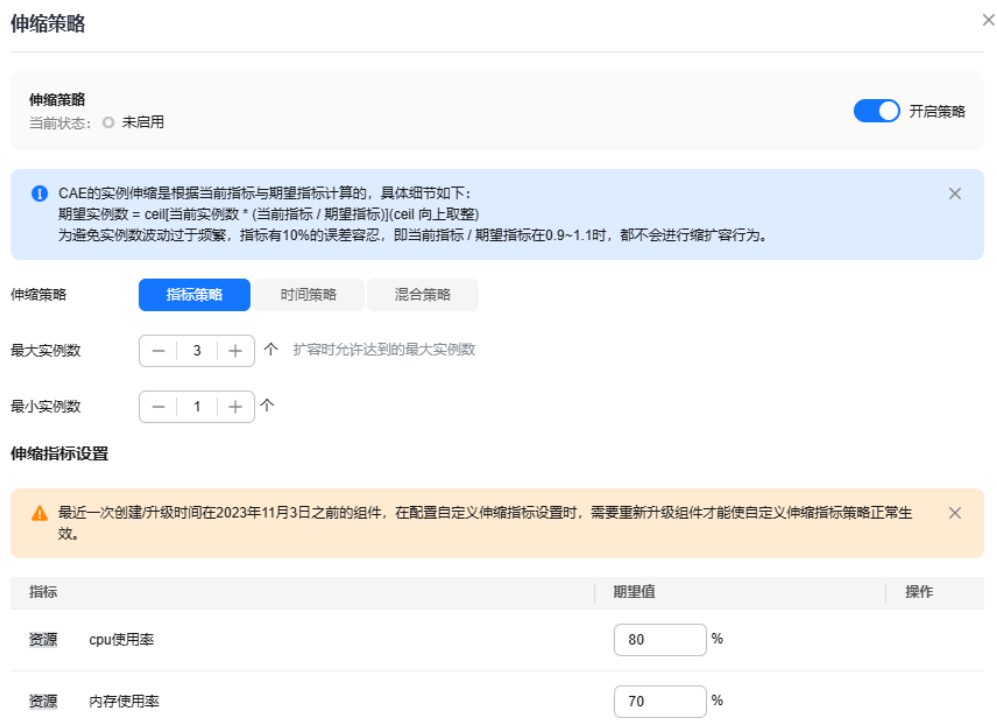 伸缩策略
伸缩策略
当前状态： 未启用
开启策略
CAE的实例伸缩是根据当前指标与期望指标计算的，具体细节如下：
期望实例数 = ceil[当前实例数 * (当前指标 / 期望指标)](ceil 向上取整)
为避免实例数波动过于频繁，指标有10%的误差容忍，即当前指标 / 期望指标在0.9~1.1时，都不会进行缩扩容行为。
伸缩策略 指标策略 时间策略 混合策略
最大实例数 3 个 扩容时允许达到的最大实例数
最小实例数 1 个
伸缩指标设置
最近一次创建/升级时间在2023年11月3日之前的组件，在配置自定义伸缩指标设置时，需要重新升级组件才能使自定义伸缩指标策略正常生
效。
指标 期望值 操作
资源 cpu使用率 80 %
资源 内存使用率 70 %